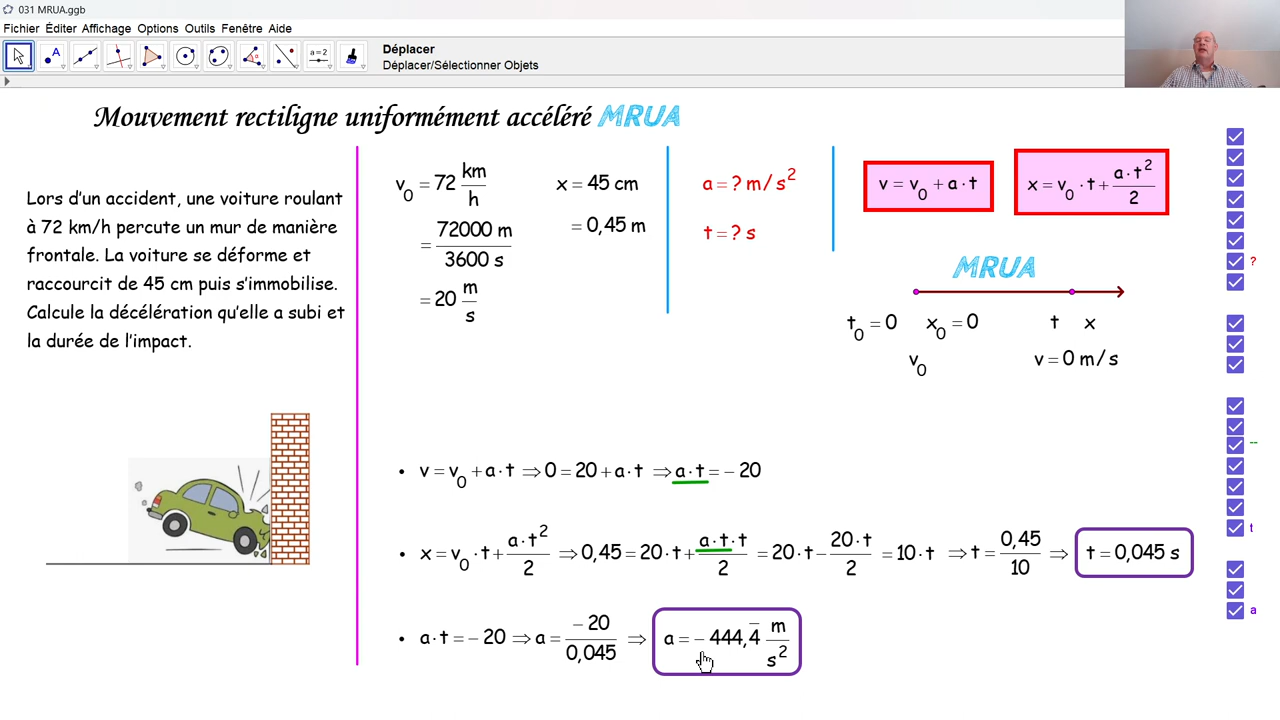 031 MRUA.ggb
Fichier Éditer Affichage Options Outils Fenêtre Aide
A
a=2
Déplacer
Déplacer/Sélectionner Objets
Mouvement rectiligne uniformément accéléré MRUA
Lors d'un accident, une voiture roulant
à 72 km/h percute un mur de manière
frontale. La voiture se déforme et
raccourcit de 45 cm puis s'immobilise.
Calcule la décélération qu'elle a subi et
la durée de l'impact.
v₀ = 72 km/h
= 72000 m / 3600 s
= 20 m/s
x = 45 cm
= 0,45 m
a = ? m/s²
t = ? s
v = v₀ + a·t
x = v₀·t + a·t²/2
MRUA
t₀ = 0 x₀ = 0 t x
v₀ v = 0 m/s
• v = v₀ + a·t ⇒ 0 = 20 + a·t ⇒ a·t = − 20
• x = v₀·t + a·t²/2 ⇒ 0,45 = 20·t + a·t·t/2 = 20·t − 20·t/2 = 10·t ⇒ t = 0,45/10 ⇒ t = 0,045 s
• a·t = − 20 ⇒ a = − 20/0,045 ⇒ a = − 444,4̅ m/s²
?
--
t
a